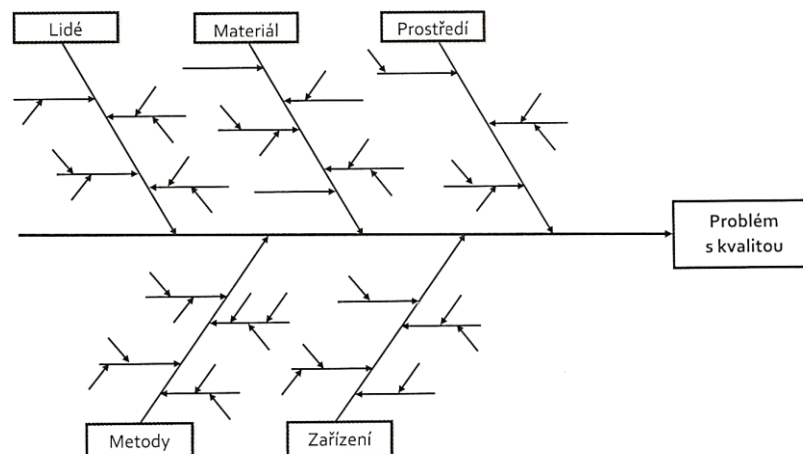 Lidé
Materiál
Prostředí
Problém
s kvalitou
Metody
Zařízení